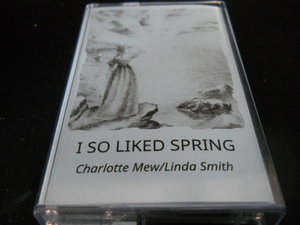 I SO LIKED SPRING
Charlotte Mew/Linda Smith